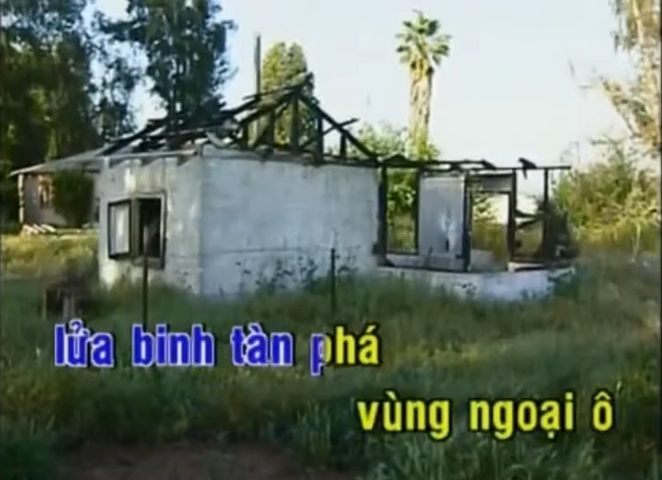 lửa binh tàn phá
vùng ngoại ô